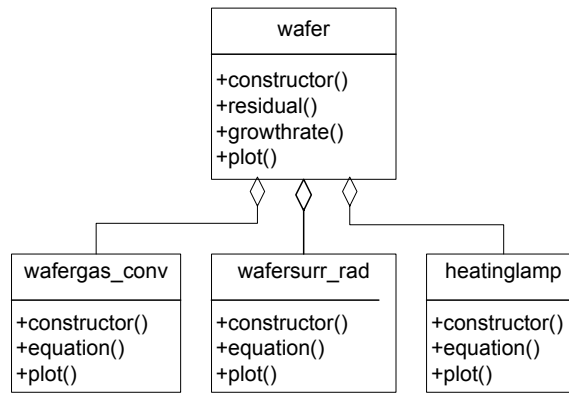 wafer
+constructor()
+residual()
+growthrate()
+plot()
wafergas_conv
+constructor()
+equation()
+plot()
wafersurr_rad
+constructor()
+equation()
+plot()
heatinglamp
+constructor()
+equation()
+plot()